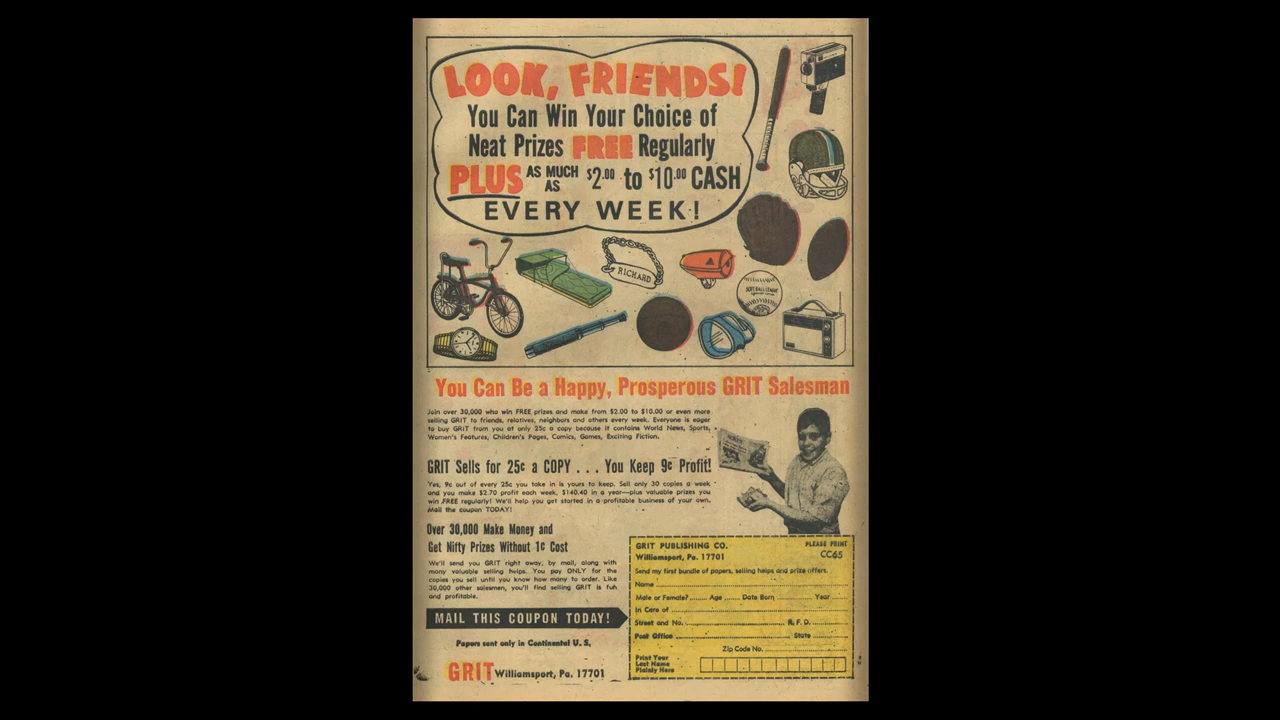 LOOK, FRIENDS!
You Can Win Your Choice of
Neat Prizes FREE Regularly
PLUS AS MUCH AS $2.00 to $10.00 CASH
EVERY WEEK!
RICHARD
SOFT BALL LEAGUE
You Can Be a Happy, Prosperous GRIT Salesman
Join over 30,000 who win FREE prizes and make from $2.00 to $10.00 or even more
selling GRIT to friends, relatives, neighbors and others every week. Everyone is eager
to buy GRIT from you at only 25c a copy because it contains World News, Sports,
Women's Features, Children's Pages, Comics, Games, Exciting Fiction.
GRIT Sells for 25¢ a COPY . . . You Keep 9¢ Profit!
Yes, 9c out of every 25c you take in is yours to keep. Sell only 30 copies a week
and you make $2.70 profit each week, $140.40 in a year—plus valuable prizes you
win FREE regularly! We'll help you get started in a profitable business of your own.
Mail the coupon TODAY!
Over 30,000 Make Money and
Get Nifty Prizes Without 1¢ Cost
We'll send you GRIT right away, by mail, along with
many valuable selling helps. You pay ONLY for the
copies you sell until you know how many to order. Like
30,000 other salesmen, you'll find selling GRIT is fun
and profitable.
MAIL THIS COUPON TODAY!
Papers sent only in Continental U. S.
GRIT Williamsport, Pa. 17701
GRIT PUBLISHING CO. PLEASE PRINT
Williamsport, Pa. 17701 CC65
Send my first bundle of papers, selling helps and prize offers.
Name
Male or Female? Age Date Born Year
In Care of
Street and No. R. F. D.
Post Office State
Zip Code No.
Print Your
Last Name
Plainly Here